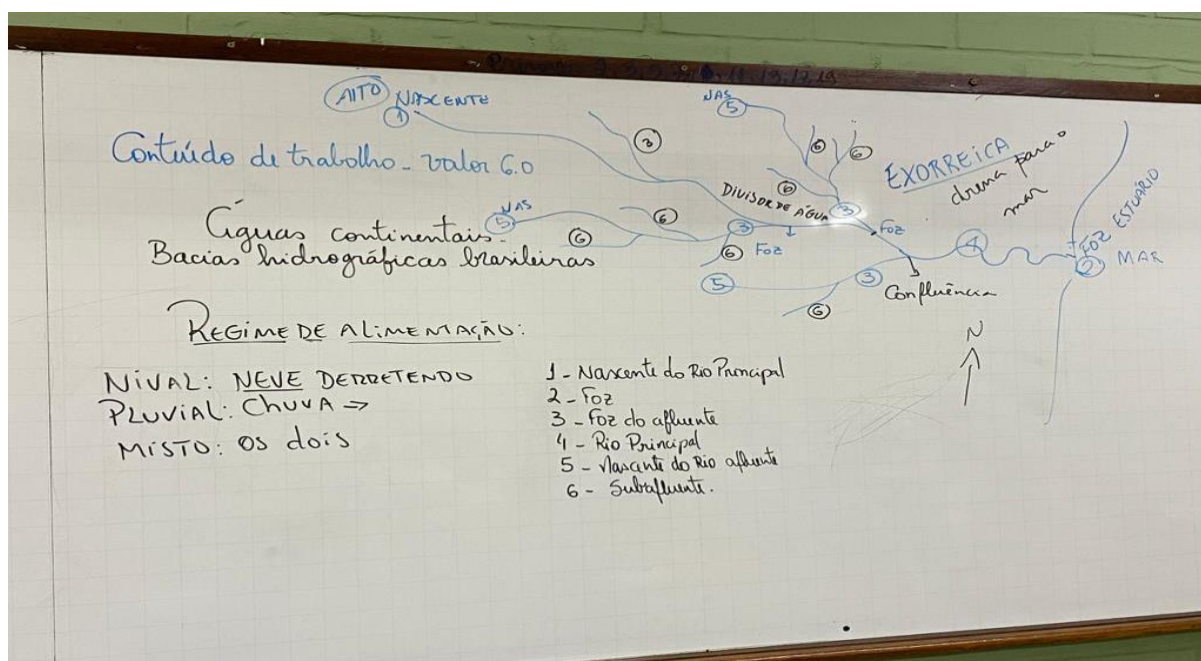 ALTO NASCENTE
1
NAS
5
Conteúdo de trabalho - valor 6.0
3
6
6
6
EXORREICA
drena para o
mar
DIVISOR DE ÁGUA
3
Foz
Águas continentais.
Bacias hidrográficas brasileiras
NAS
5
6
6
3
6
Foz
5
3
6
Confluência
4
FOZ
2
ESTUÁRIO
MAR
N
REGIME DE ALIMENTAÇÃO:
NIVAL: NEVE DERRETENDO
PLUVIAL: CHUVA →
MISTO: OS dois
1 - Nascente do Rio Principal
2 - Foz
3 - Foz do afluente
4 - Rio Principal
5 - Nascente do Rio afluente
6 - Subafluente.